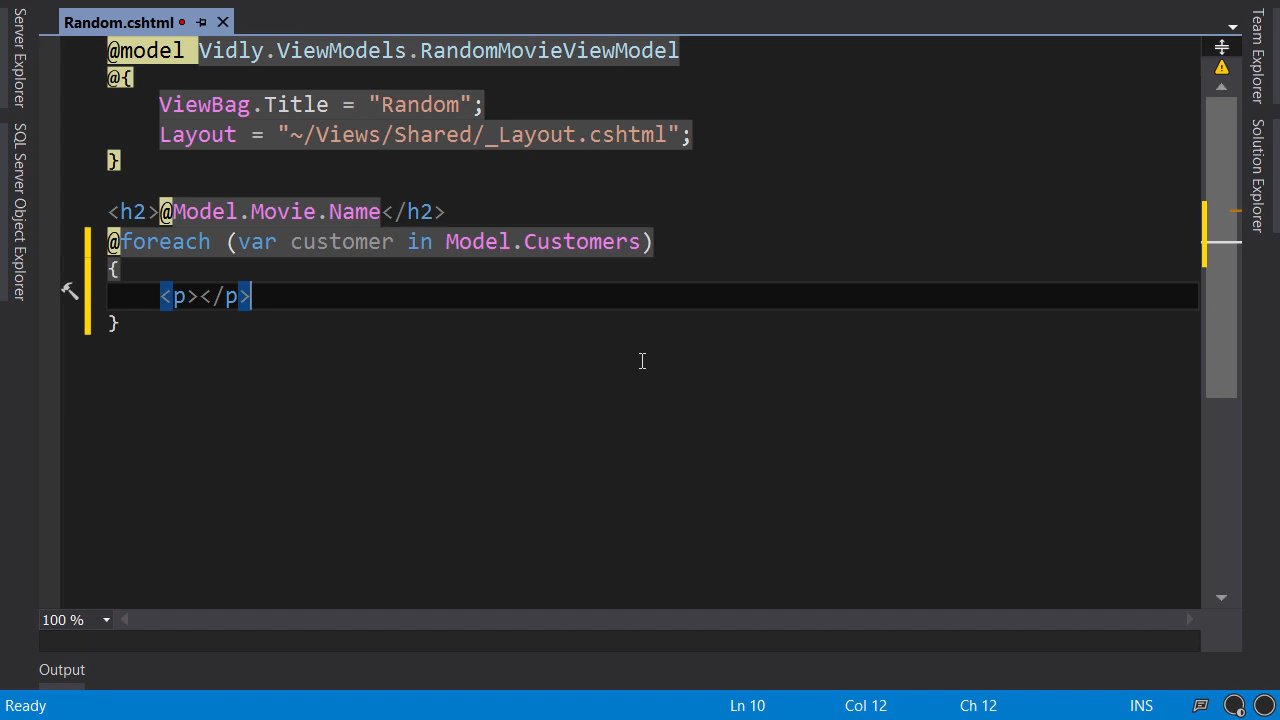 Random.cshtml
Server Explorer
SQL Server Object Explorer
@model Vidly.ViewModels.RandomMovieViewModel
@{
ViewBag.Title = "Random";
Layout = "~/Views/Shared/_Layout.cshtml";
}
<h2>@Model.Movie.Name</h2>
@foreach (var customer in Model.Customers)
{
<p></p>
}
Team Explorer
Solution Explorer
100 %
Output
Ready
Ln 10
Col 12
Ch 12
INS